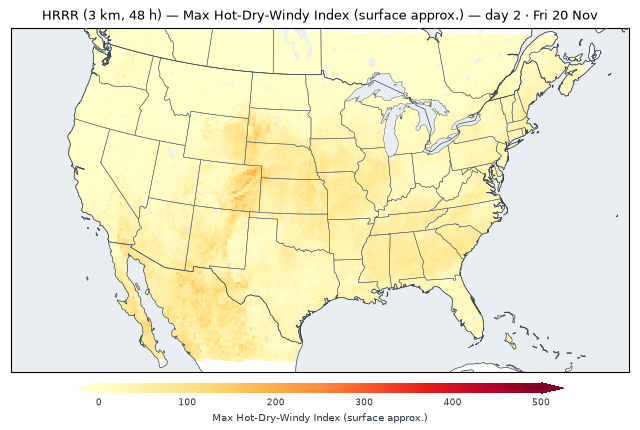 HRRR (3 km, 48 h) — Max Hot-Dry-Windy Index (surface approx.) — day 2 · Fri 20 Nov
0 100 200 300 400 500
Max Hot-Dry-Windy Index (surface approx.)